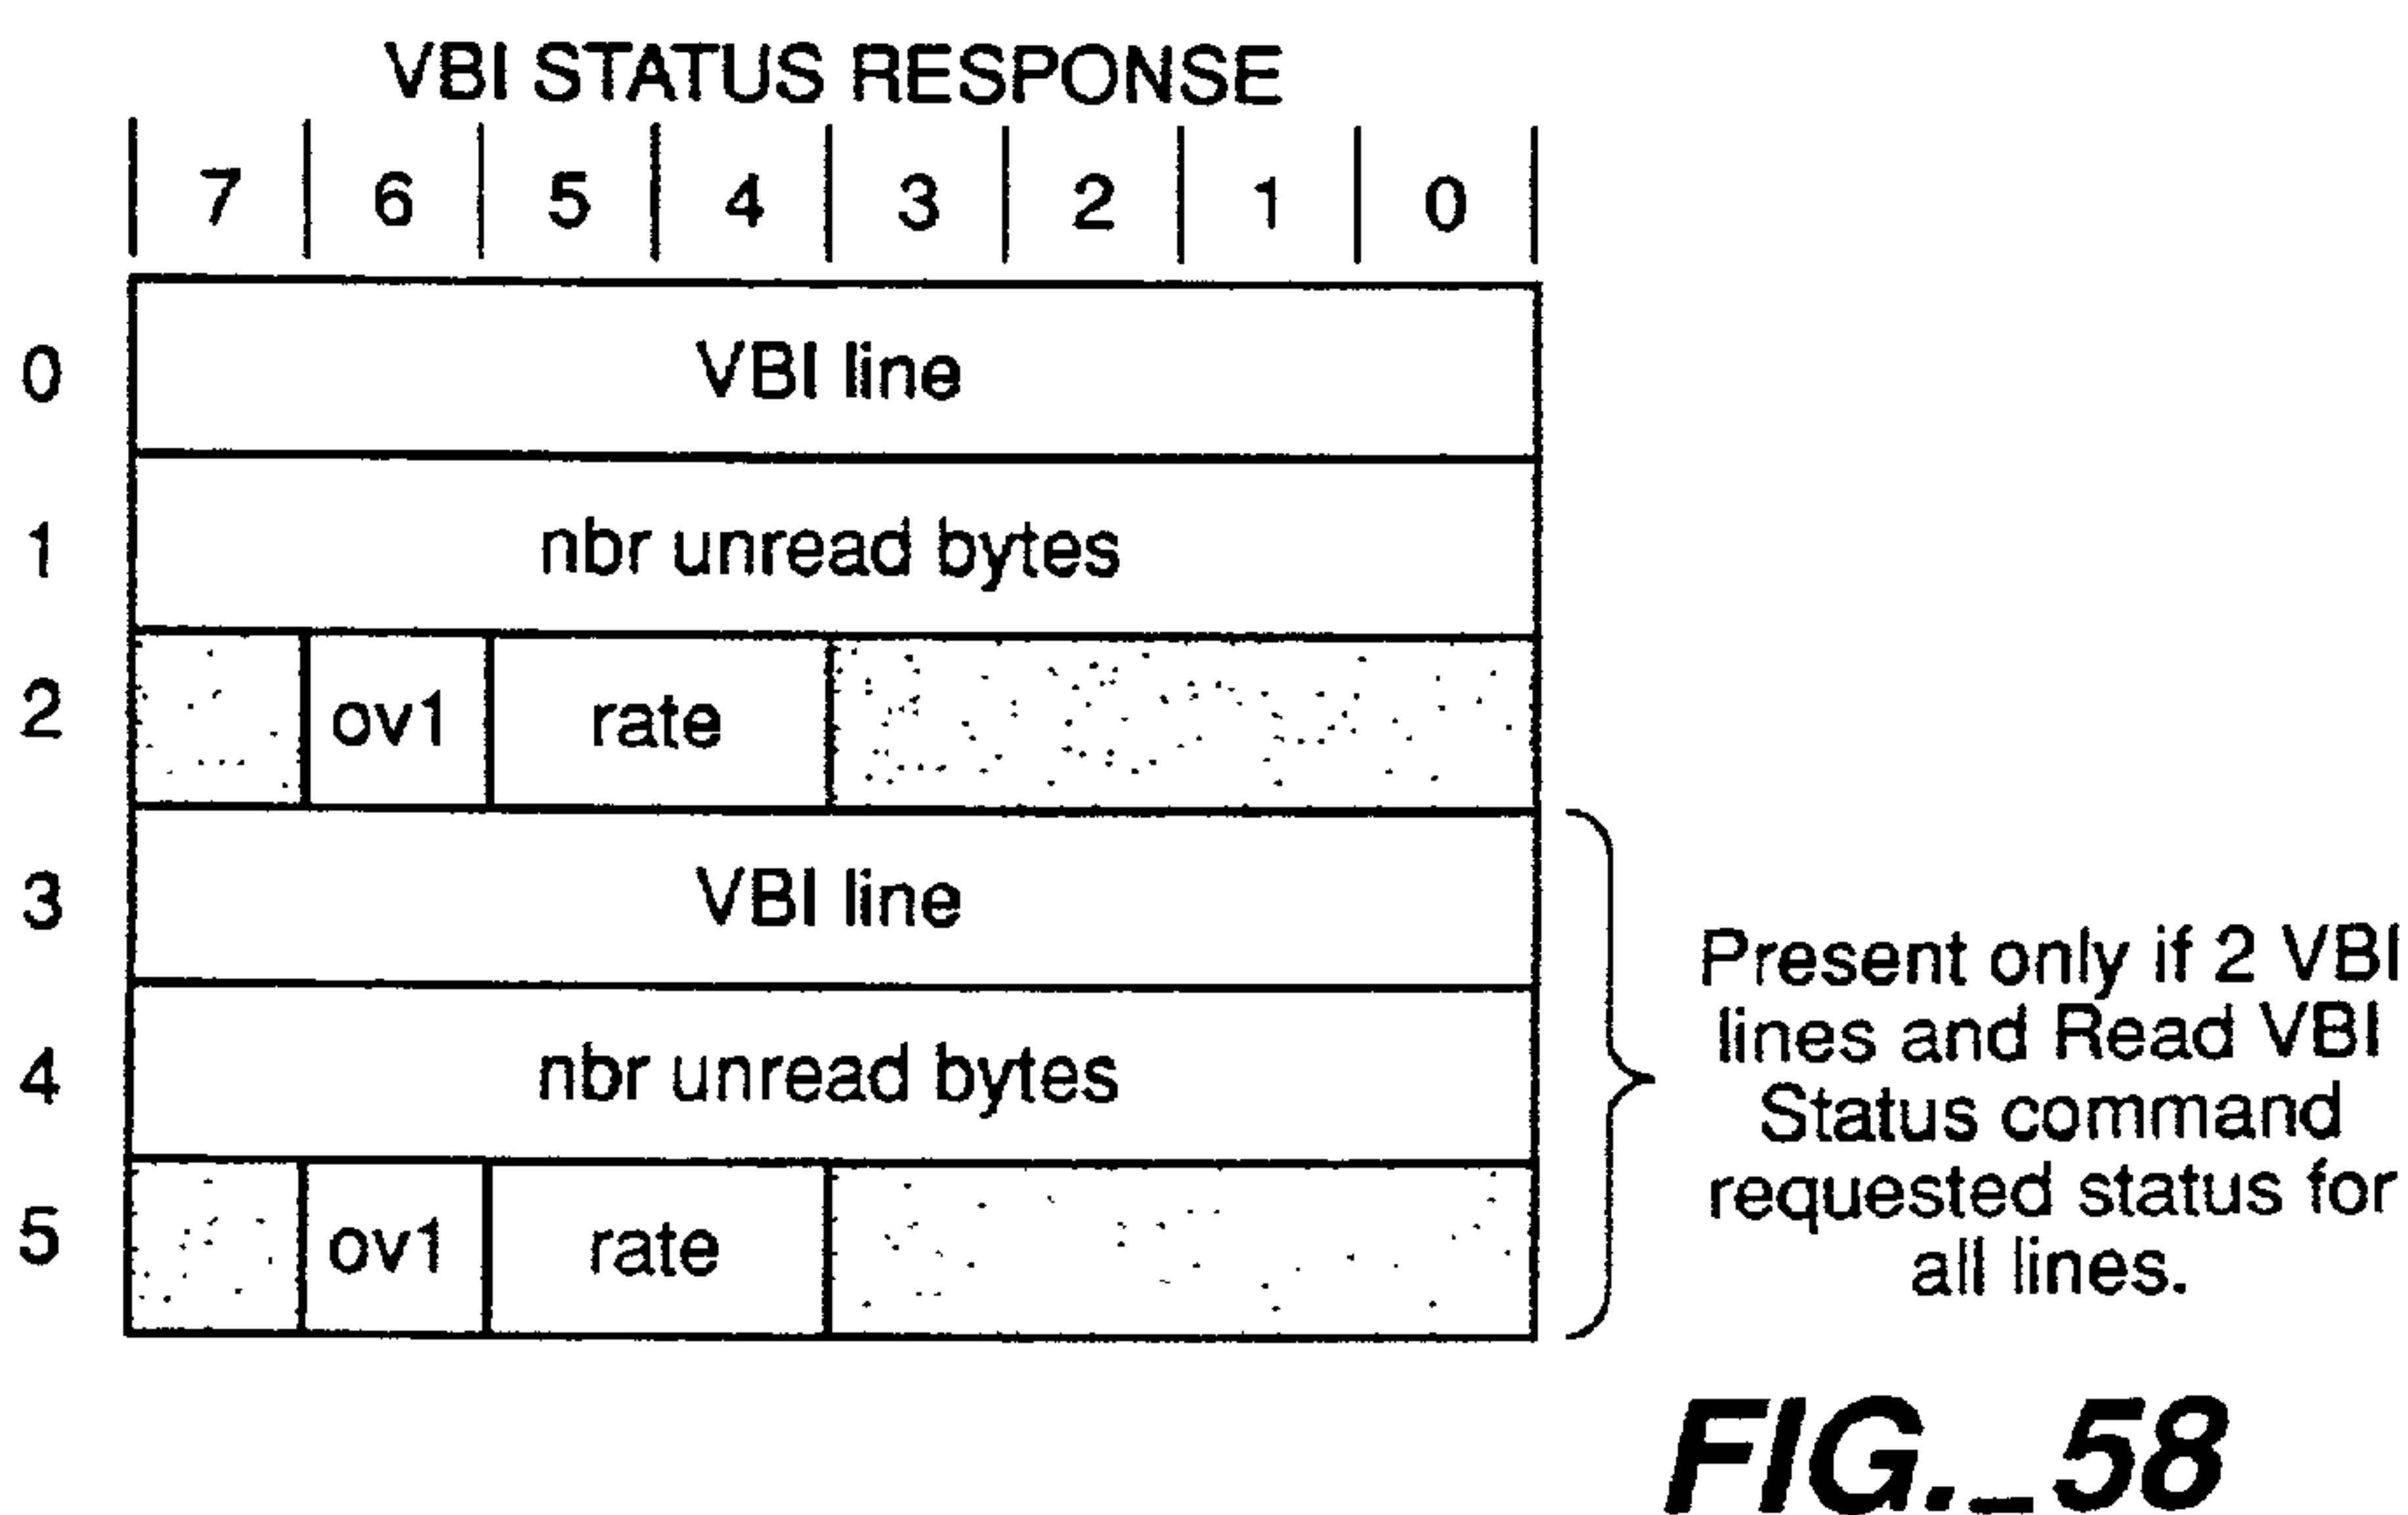 VBI STATUS RESPONSE
7 6 5 4 3 2 1 0
0 VBI line
1 nbr unread bytes
2 ov1 rate
3 VBI line
4 nbr unread bytes
5 ov1 rate
Present only if 2 VBI
lines and Read VBI
Status command
requested status for
all lines.
FIG._58